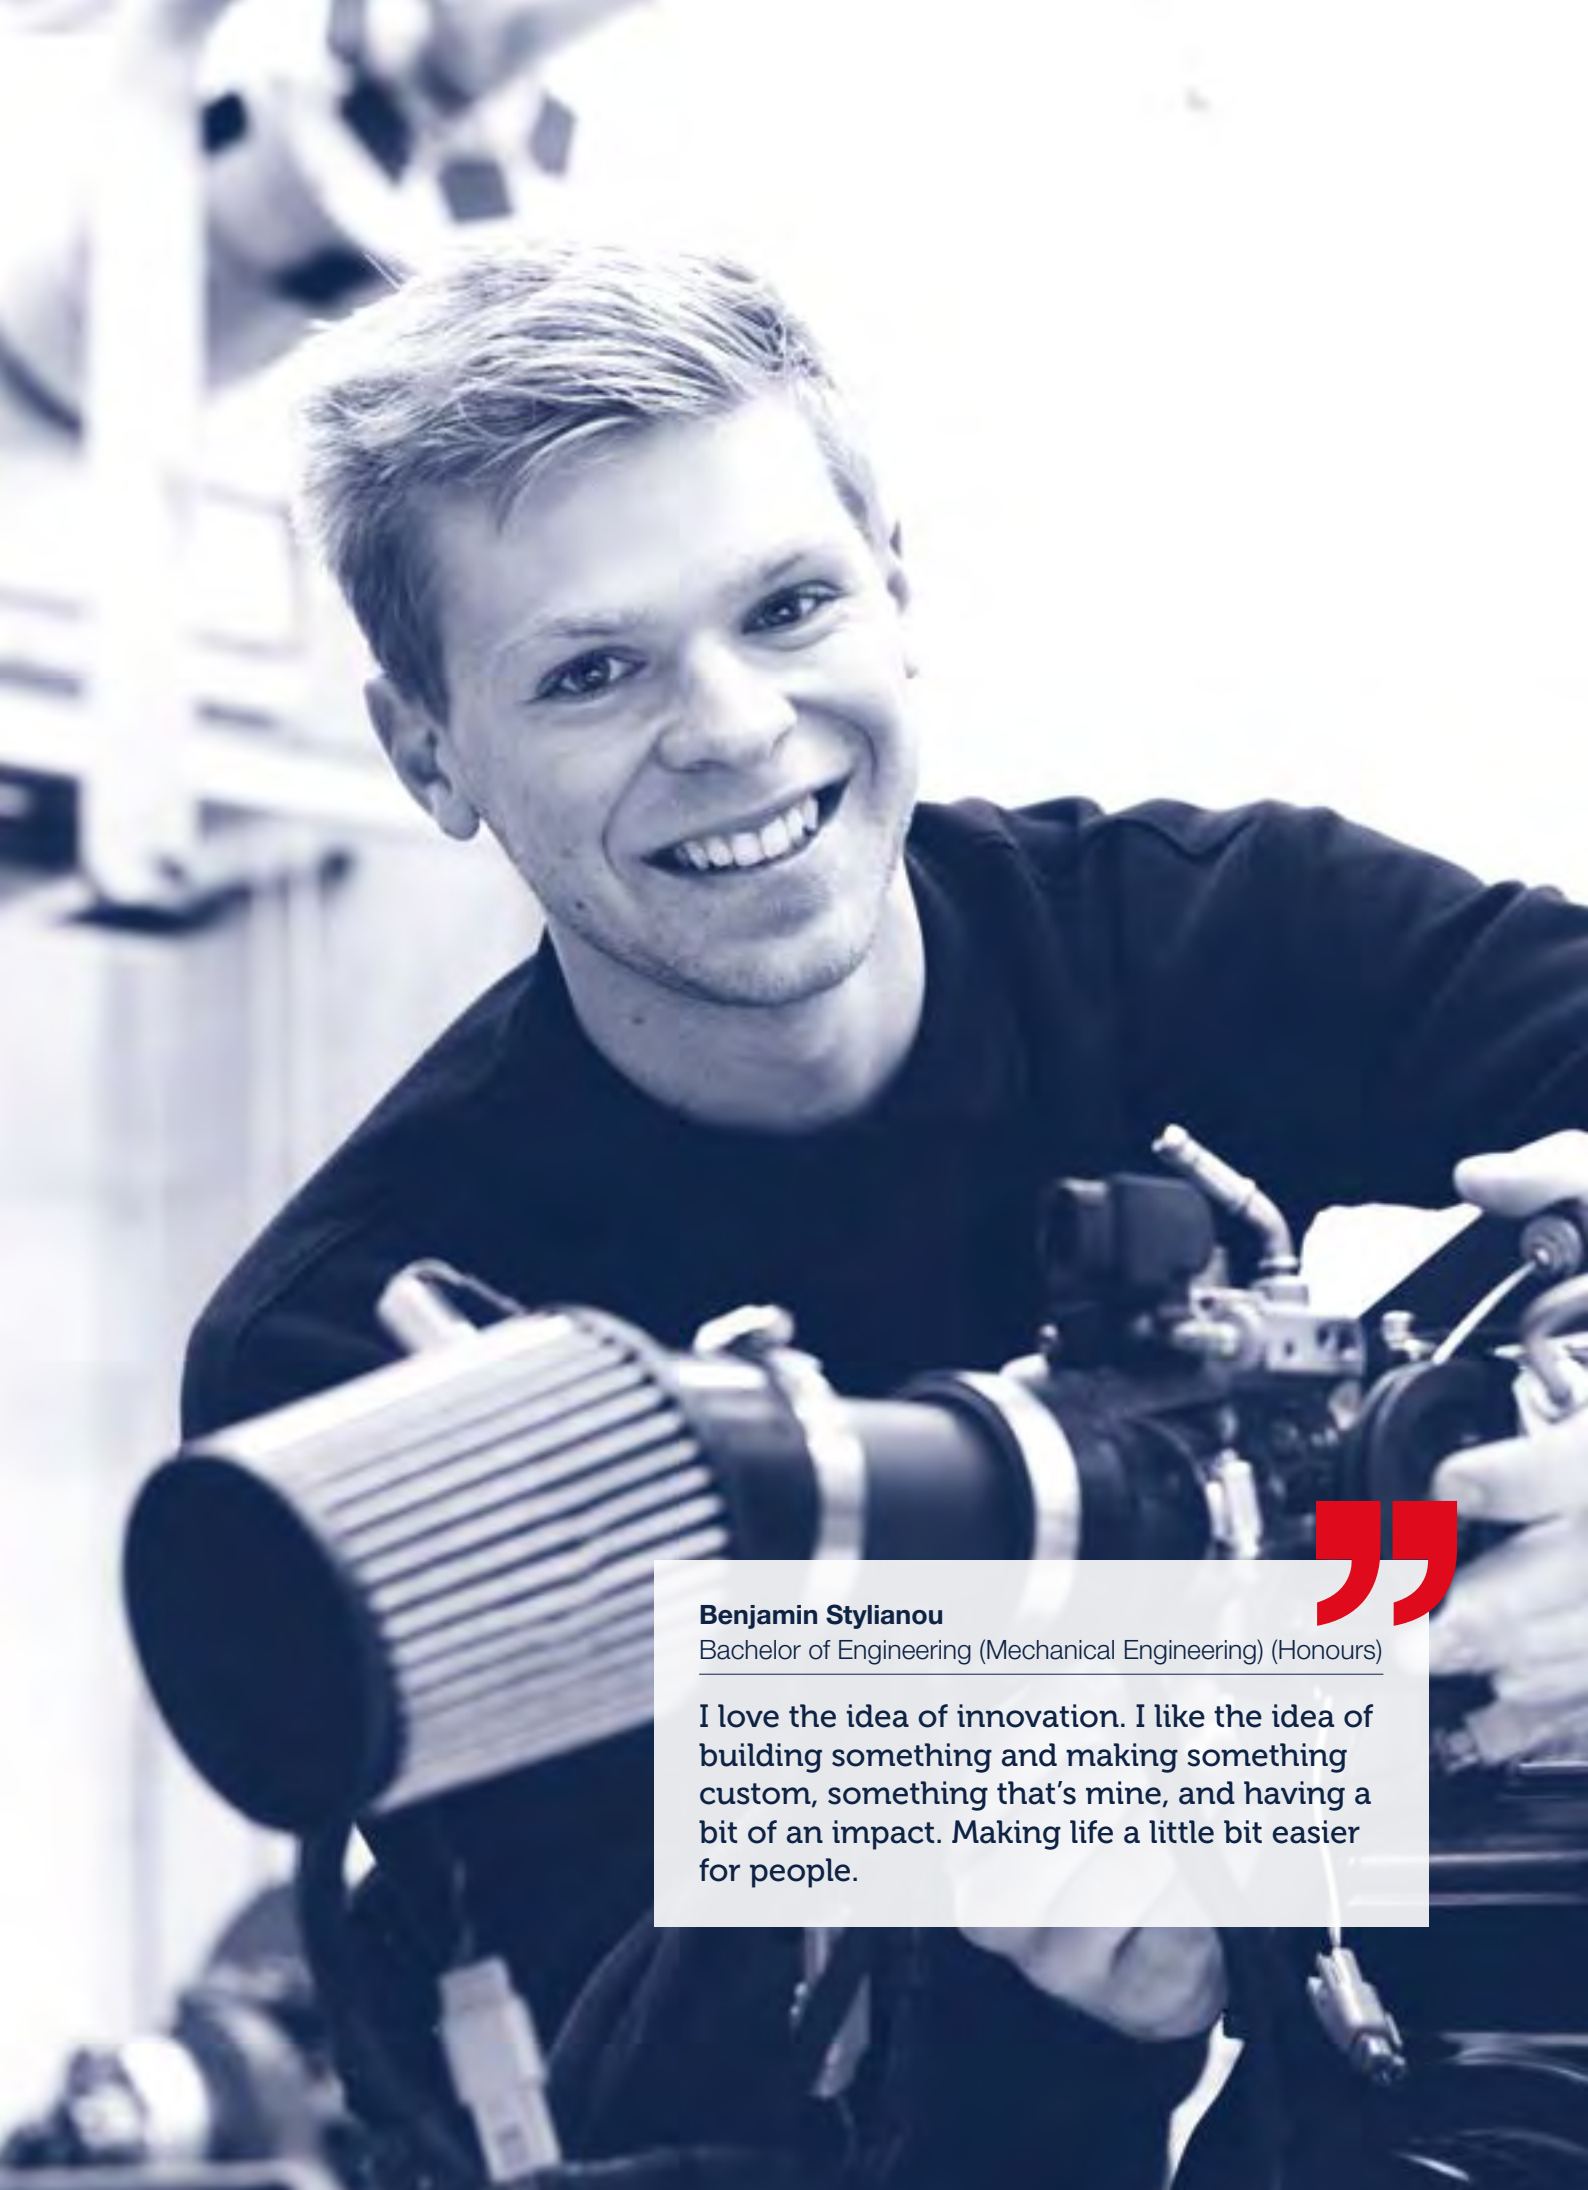 Benjamin Stylianou
Bachelor of Engineering (Mechanical Engineering) (Honours)
I love the idea of innovation. I like the idea of
building something and making something
custom, something that’s mine, and having a
bit of an impact. Making life a little bit easier
for people.